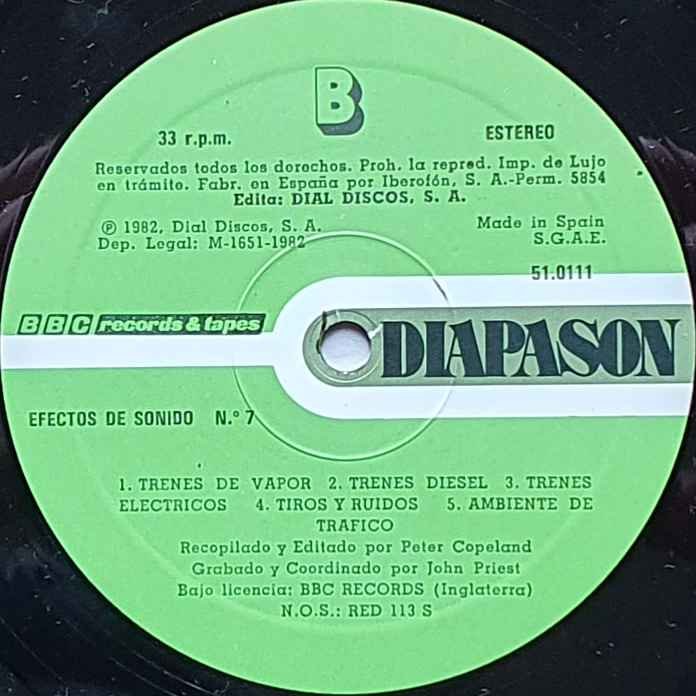 B
33 r.p.m.
ESTEREO
Reservados todos los derechos. Proh. la repred. Imp. de Lujo
en trámite. Fabr. en España por Iberofón, S. A.-Perm. 5854
Edita: DIAL DISCOS, S. A.
Ⓟ 1982, Dial Discos, S. A.
Dep. Legal: M-1651-1982
Made in Spain
S.G.A.E.
51.0111
BBC records & tapes
DIAPASON
EFECTOS DE SONIDO N.º 7
1. TRENES DE VAPOR 2. TRENES DIESEL 3. TRENES
ELECTRICOS 4. TIROS Y RUIDOS 5. AMBIENTE DE
TRAFICO
Recopilado y Editado por Peter Copeland
Grabado y Coordinado por John Priest
Bajo licencia: BBC RECORDS (Inglaterra)
N.O.S.: RED 113 S